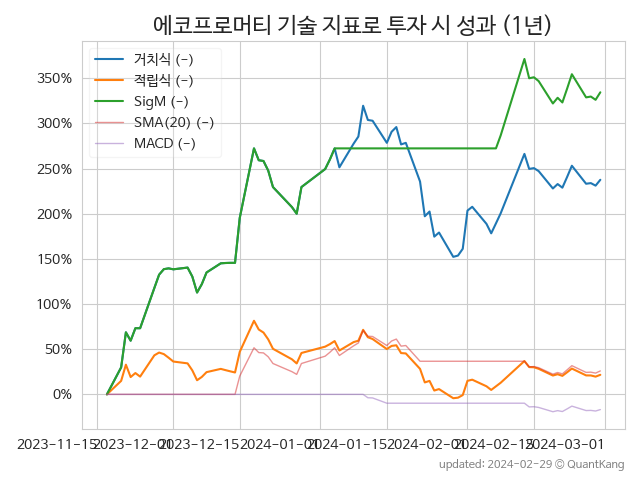 에코프로머티 기술 지표로 투자 시 성과 (1년)
거치식 (-)
적립식 (-)
SigM (-)
SMA(20) (-)
MACD (-)
350%
300%
250%
200%
150%
100%
50%
0%
2023-11-15
2023-12-01
2023-12-15
2024-01-01
2024-01-15
2024-02-01
2024-02-15
2024-03-01
updated: 2024-02-29 @ QuantKang